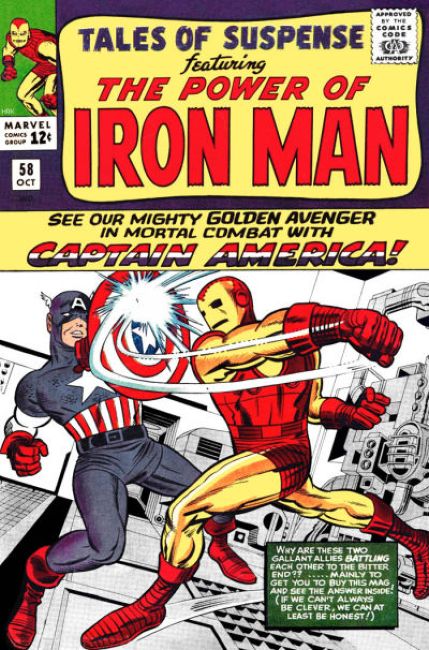 TALES OF SUSPENSE
featuring
THE POWER OF
IRON MAN
APPROVED
BY THE
COMICS
CODE
AUTHORITY
MARVEL
COMICS
GROUP
12¢
58
OCT
SEE OUR MIGHTY GOLDEN AVENGER
IN MORTAL COMBAT WITH
CAPTAIN AMERICA!
WHY ARE THESE TWO
GALLANT ALLIES BATTLING
EACH OTHER TO THE BITTER
END?? ..... MAINLY TO
GET YOU TO BUY THIS MAG,
AND SEE THE ANSWER INSIDE!
(IF WE CAN'T ALWAYS
BE CLEVER, WE CAN AT
LEAST BE HONEST!)